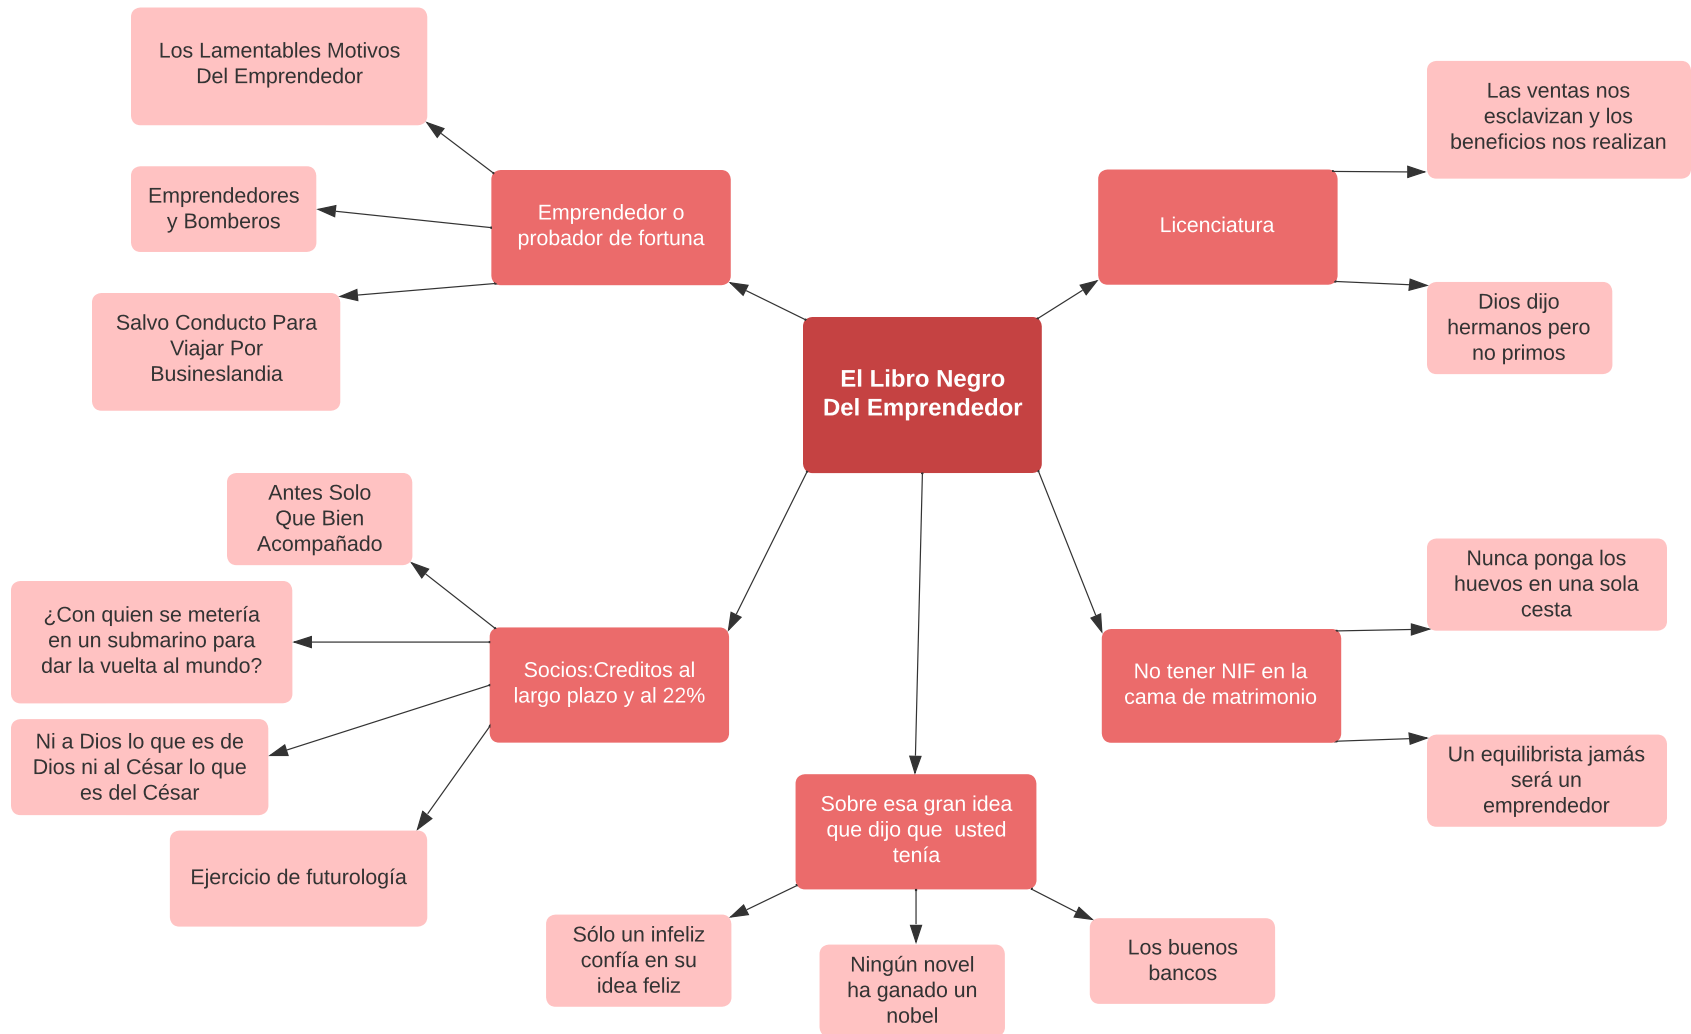 Los Lamentables Motivos
Del Emprendedor
Emprendedores
y Bomberos
Salvo Conducto Para
Viajar Por
Busineslandia
Emprendedor o
probador de fortuna
Licenciatura
Las ventas nos
esclavizan y los
beneficios nos realizan
Dios dijo
hermanos pero
no primos
El Libro Negro
Del Emprendedor
Antes Solo
Que Bien
Acompañado
¿Con quien se metería
en un submarino para
dar la vuelta al mundo?
Ni a Dios lo que es de
Dios ni al César lo que
es del César
Ejercicio de futurología
Socios:Creditos al
largo plazo y al 22%
Nunca ponga los
huevos en una sola
cesta
No tener NIF en la
cama de matrimonio
Un equilibrista jamás
será un
emprendedor
Sobre esa gran idea
que dijo que  usted
tenía
Sólo un infeliz
confía en su
idea feliz
Ningún novel
ha ganado un
nobel
Los buenos
bancos